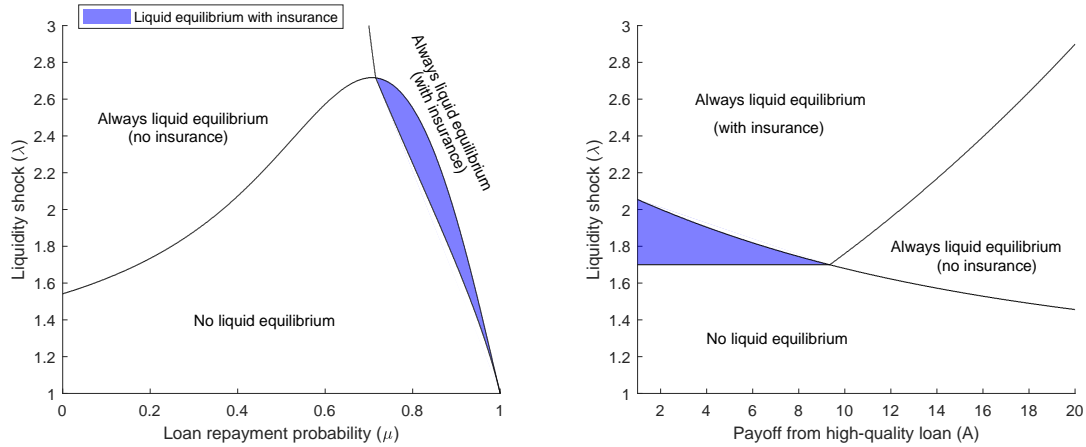 Liquid equilibrium with insurance
3
2.8
2.6
2.4
2.2
2
1.8
1.6
1.4
1.2
1
Liquidity shock (λ)
Always liquid equilibrium
(no insurance)
Always liquid equilibrium
(with insurance)
No liquid equilibrium
0
0.2
0.4
0.6
0.8
1
Loan repayment probability (μ)
3
2.8
2.6
2.4
2.2
2
1.8
1.6
1.4
1.2
1
Liquidity shock (λ)
Always liquid equilibrium
(with insurance)
Always liquid equilibrium
(no insurance)
No liquid equilibrium
2
4
6
8
10
12
14
16
18
20
Payoff from high-quality loan (A)